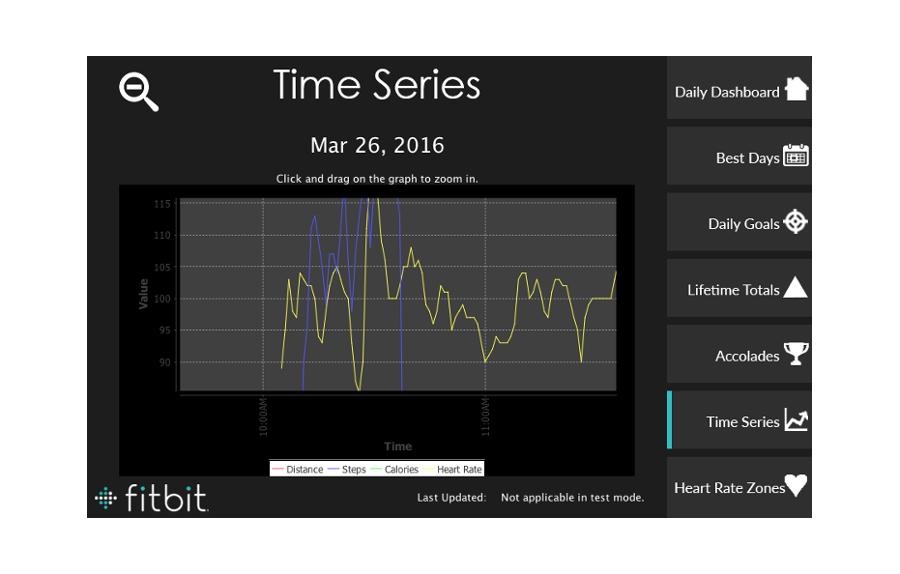 Time Series
Mar 26, 2016
Click and drag on the graph to zoom in.
115
110
105
100
95
90
Value
10:00AM
11:00AM
Time
Distance Steps Calories Heart Rate
fitbit
Last Updated: Not applicable in test mode.
Daily Dashboard
Best Days
Daily Goals
Lifetime Totals
Accolades
Time Series
Heart Rate Zones